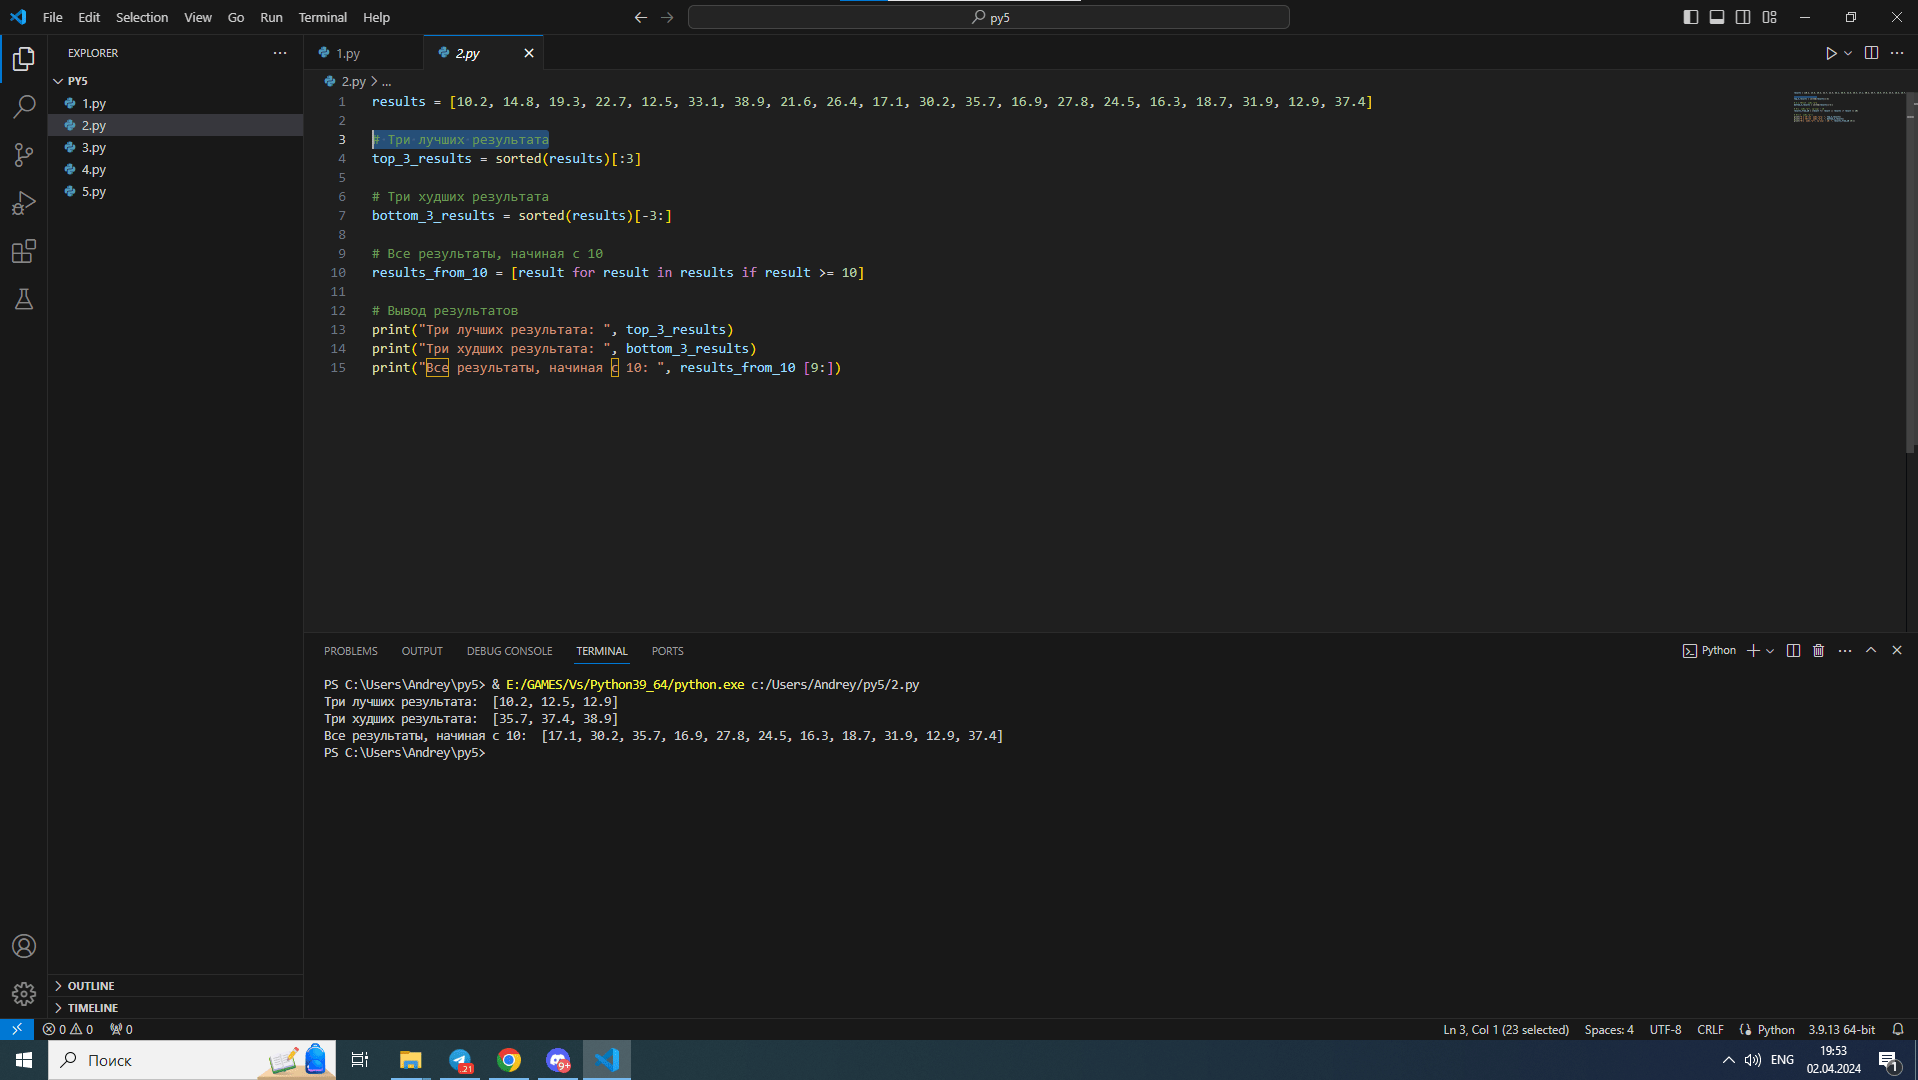 File Edit Selection View Go Run Terminal Help
py5
EXPLORER
PY5
1.py
2.py
3.py
4.py
5.py
OUTLINE
TIMELINE
1.py
2.py
2.py > ...
1 results = [10.2, 14.8, 19.3, 22.7, 12.5, 33.1, 38.9, 21.6, 26.4, 17.1, 30.2, 35.7, 16.9, 27.8, 24.5, 16.3, 18.7, 31.9, 12.9, 37.4]
2
3 # Три лучших результата
4 top_3_results = sorted(results)[:3]
5
6 # Три худших результата
7 bottom_3_results = sorted(results)[-3:]
8
9 # Все результаты, начиная с 10
10 results_from_10 = [result for result in results if result >= 10]
11
12 # Вывод результатов
13 print("Три лучших результата: ", top_3_results)
14 print("Три худших результата: ", bottom_3_results)
15 print("Все результаты, начиная с 10: ", results_from_10 [9:])
PROBLEMS OUTPUT DEBUG CONSOLE TERMINAL PORTS
Python
PS C:\Users\Andrey\py5> & E:/GAMES/Vs/Python39_64/python.exe c:/Users/Andrey/py5/2.py
Три лучших результата:  [10.2, 12.5, 12.9]
Три худших результата:  [35.7, 37.4, 38.9]
Все результаты, начиная с 10:  [17.1, 30.2, 35.7, 16.9, 27.8, 24.5, 16.3, 18.7, 31.9, 12.9, 37.4]
PS C:\Users\Andrey\py5>
0 0 0
Ln 3, Col 1 (23 selected) Spaces: 4 UTF-8 CRLF Python 3.9.13 64-bit
Поиск
21
9+
ENG
19:53
02.04.2024
1